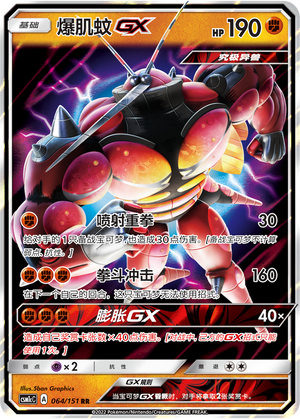 基础 爆肌蚊GX HP 190
究极异兽
喷射重拳 30
给对手的1只备战宝可梦,也造成30点伤害。[备战宝可梦不计算
弱点、抗性。]
拳斗冲击 160
在下一个自己的回合,这只宝可梦无法使用招式。
膨胀GX 40×
造成自己奖赏卡张数×40点伤害。[对战中,己方的GX
招式只能使用1次。]
Illus. 5ban Graphics
弱点 ×2 抗性 撤退
GX规则
csm1cC A 064/151 RR
当宝可梦GX【昏厥】时,对手将拿取2张奖赏卡。
©2022 Pokémon/Nintendo/Creatures/GAME FREAK.